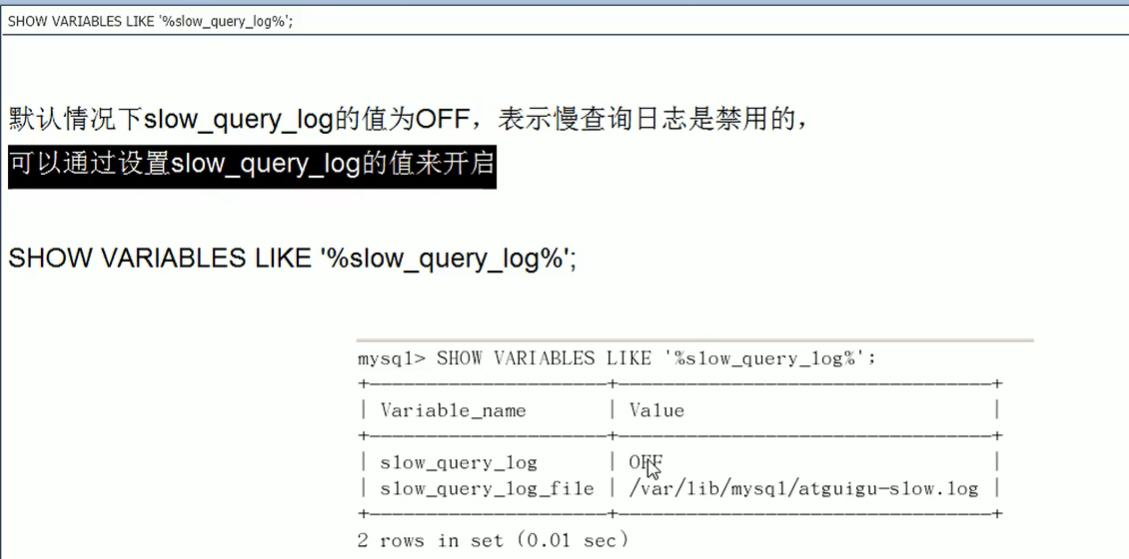 SHOW VARIABLES LIKE '%slow_query_log%';
默认情况下slow_query_log的值为OFF，表示慢查询日志是禁用的，
可以通过设置slow_query_log的值来开启
SHOW VARIABLES LIKE '%slow_query_log%';
mysql> SHOW VARIABLES LIKE '%slow_query_log%';
+---------------------+----------------------------------+
| Variable_name       | Value                            |
+---------------------+----------------------------------+
| slow_query_log      | OFF                              |
| slow_query_log_file | /var/lib/mysql/atguigu-slow.log |
+---------------------+----------------------------------+
2 rows in set (0.01 sec)